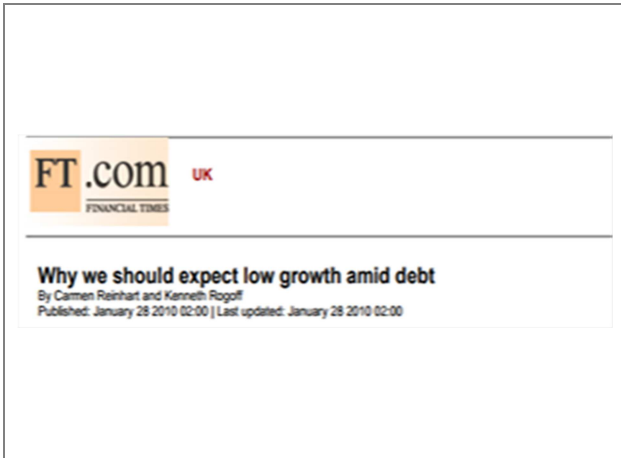 FT.com UK
FINANCIAL TIMES
Why we should expect low growth amid debt
By Carmen Reinhart and Kenneth Rogoff
Published: January 28 2010 02:00 | Last updated: January 28 2010 02:00